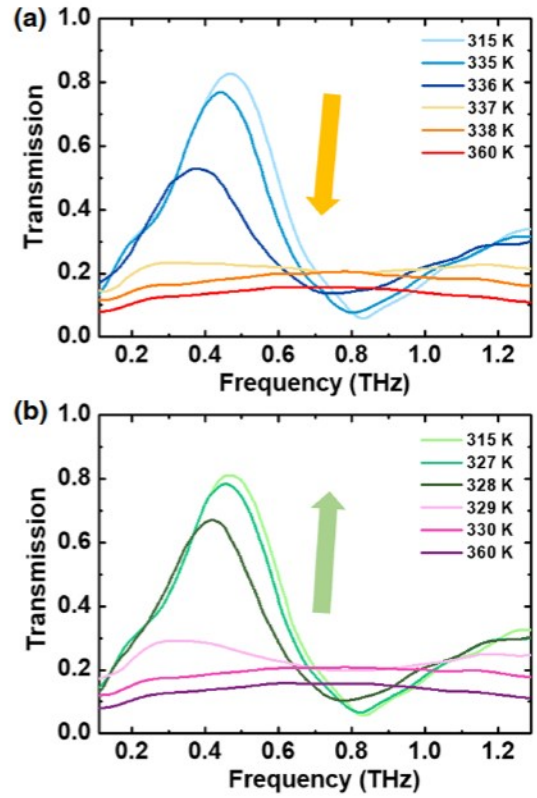 (a)
1.0
0.8
0.6
0.4
0.2
0.0
Transmission
315 K
335 K
336 K
337 K
338 K
360 K
0.2 0.4 0.6 0.8 1.0 1.2
Frequency (THz)
(b)
1.0
0.8
0.6
0.4
0.2
0.0
Transmission
315 K
327 K
328 K
329 K
330 K
360 K
0.2 0.4 0.6 0.8 1.0 1.2
Frequency (THz)